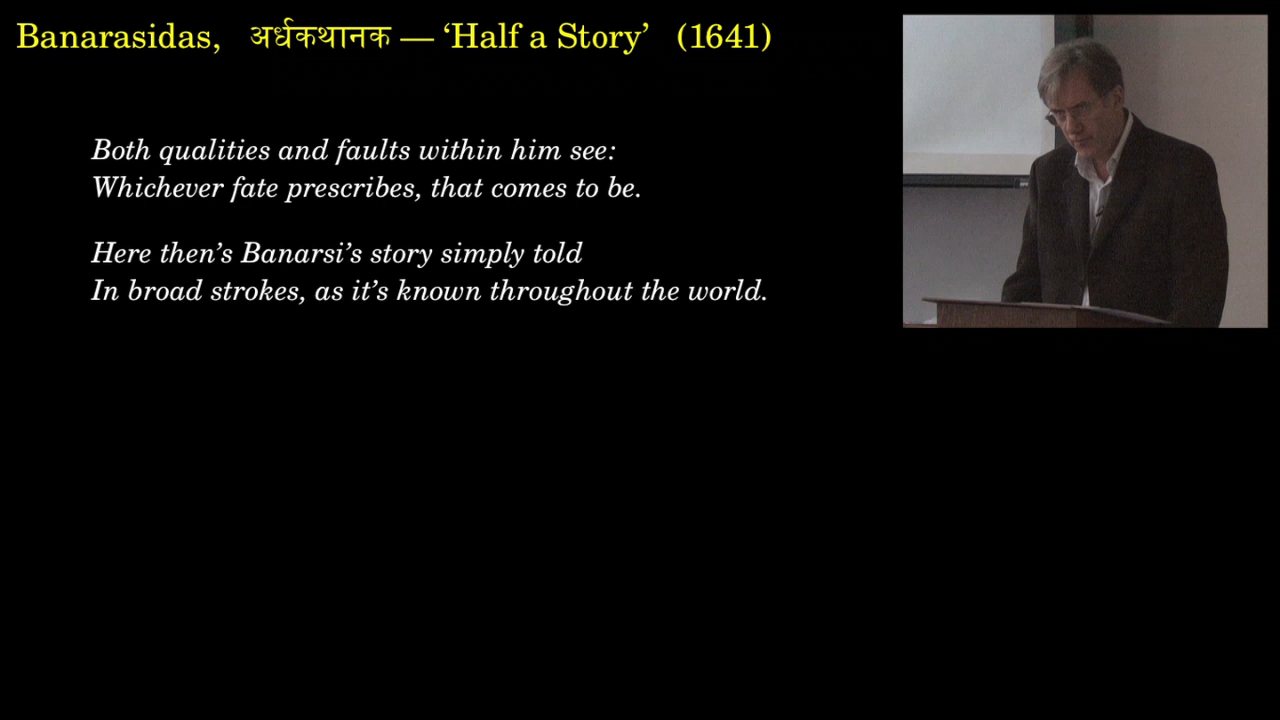 Banarasidas, अर्धकथानक — ‘Half a Story’ (1641)
Both qualities and faults within him see:
Whichever fate prescribes, that comes to be.
Here then’s Banarsi’s story simply told
In broad strokes, as it’s known throughout the world.